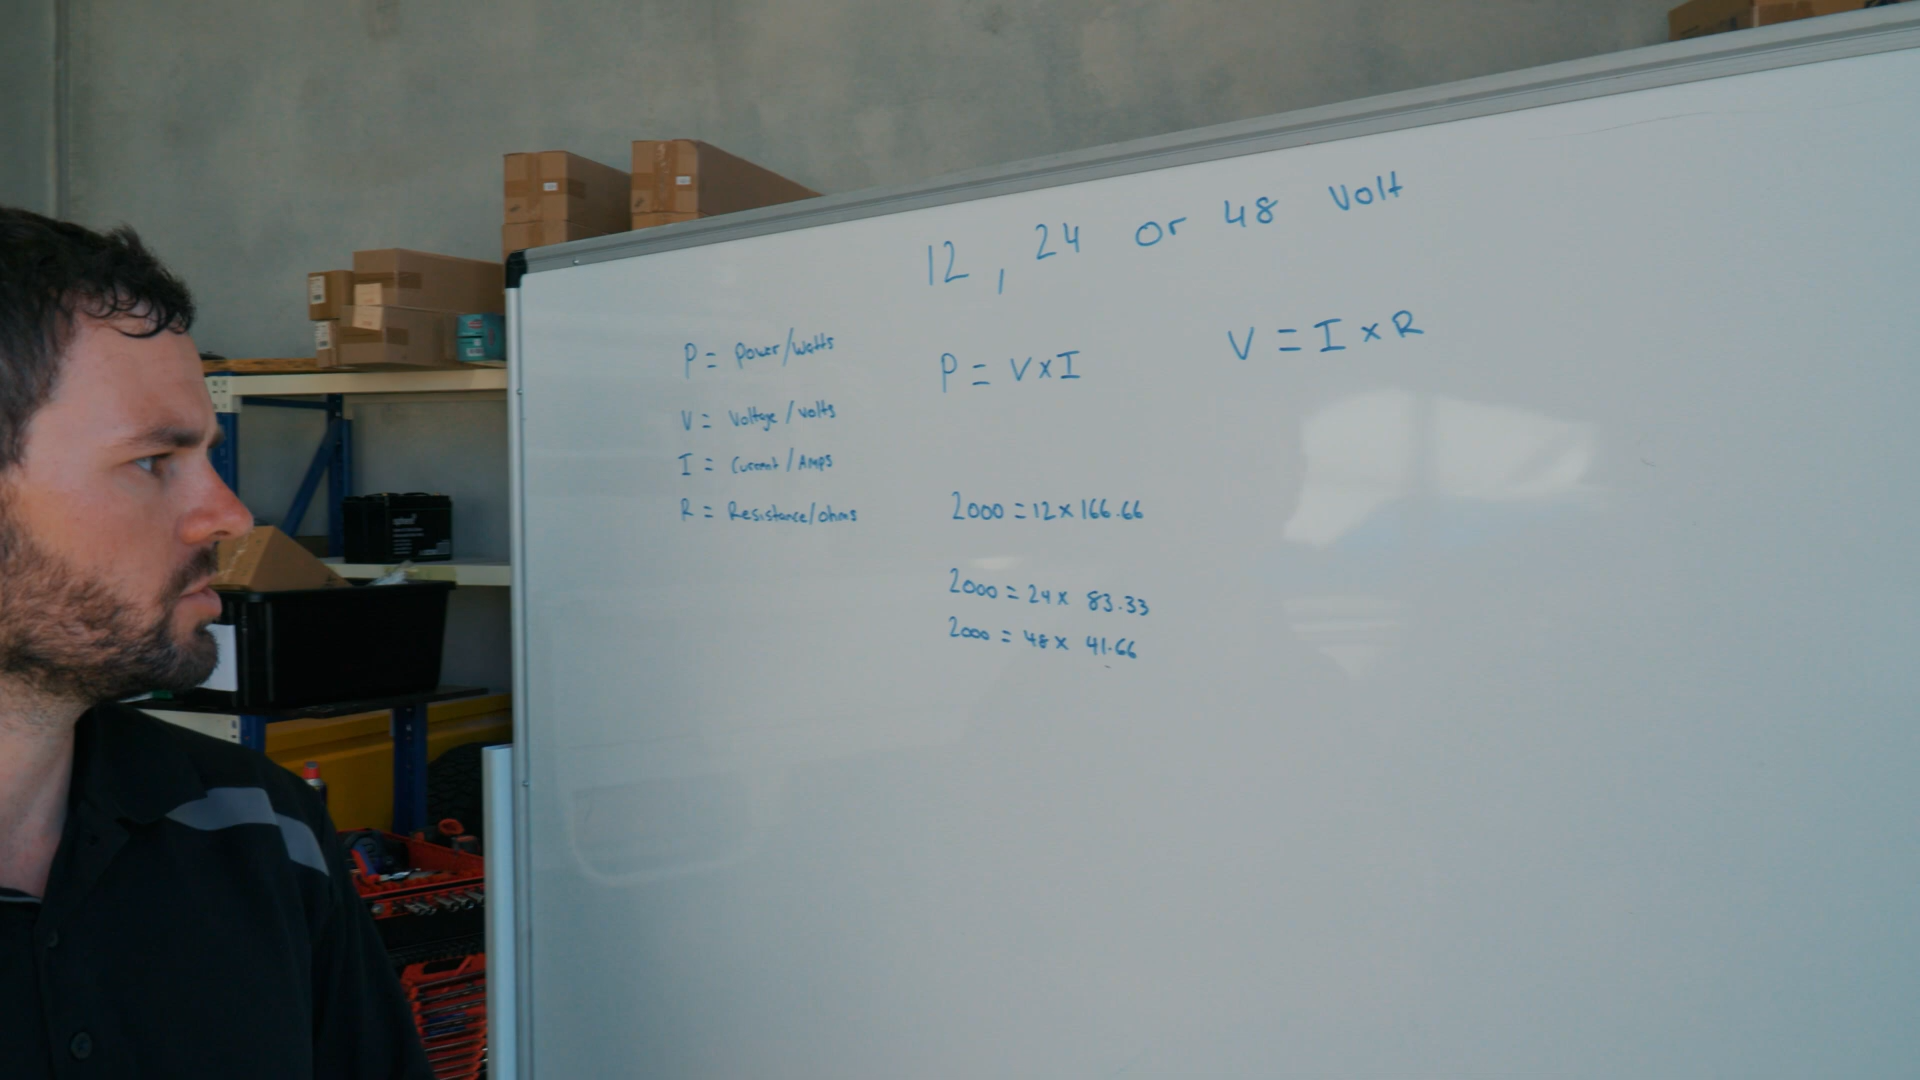 12, 24 or 48 Volt
P = Power/watts
V = Voltage/volts
I = Current/Amps
R = Resistance/ohms
P = V x I
V = I x R
2000 = 12 x 166.66
2000 = 24 x 83.33
2000 = 48 x 41.66